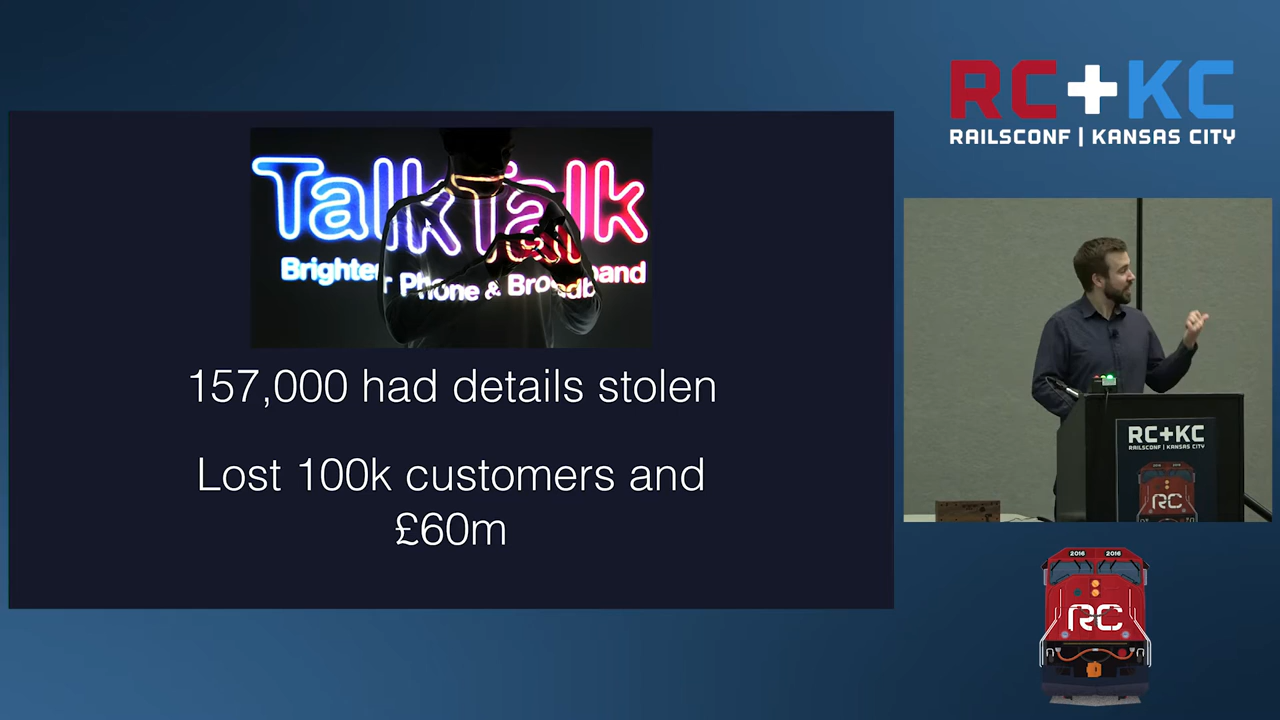 RC+KC
RAILSCONF | KANSAS CITY
TalkTalk
Brighter Phone & Broadband
157,000 had details stolen
Lost 100k customers and
£60m
RC+KC
RAILSCONF | KANSAS CITY
RC
2016 2016
RC